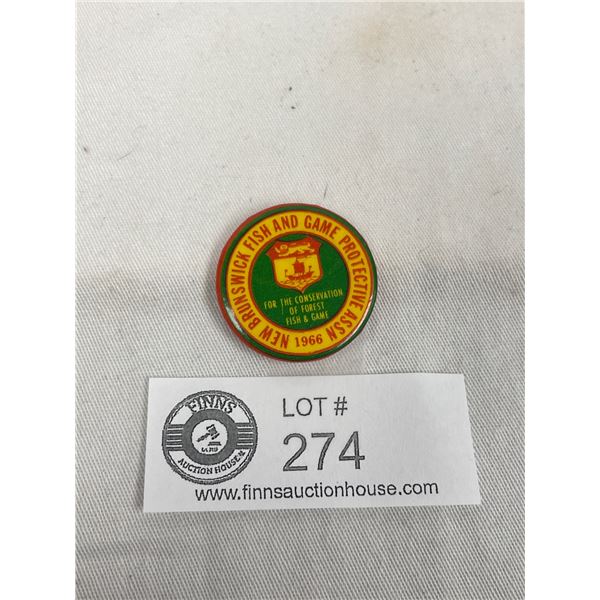 NEW BRUNSWICK FISH AND GAME PROTECTIVE ASSN
FOR THE CONSERVATION
OF FOREST
FISH & GAME
1966
FINNS
AUCTION HOUSE
LOT #
274
www.finnsauctionhouse.com